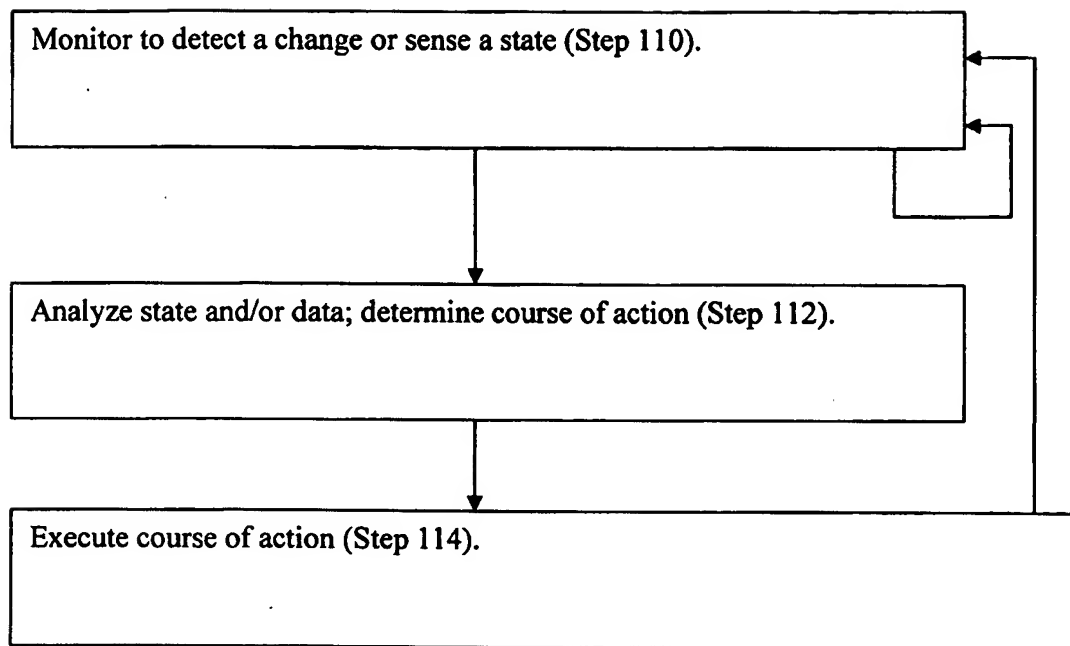 Monitor to detect a change or sense a state (Step 110).
Analyze state and/or data; determine course of action (Step 112).
Execute course of action (Step 114).